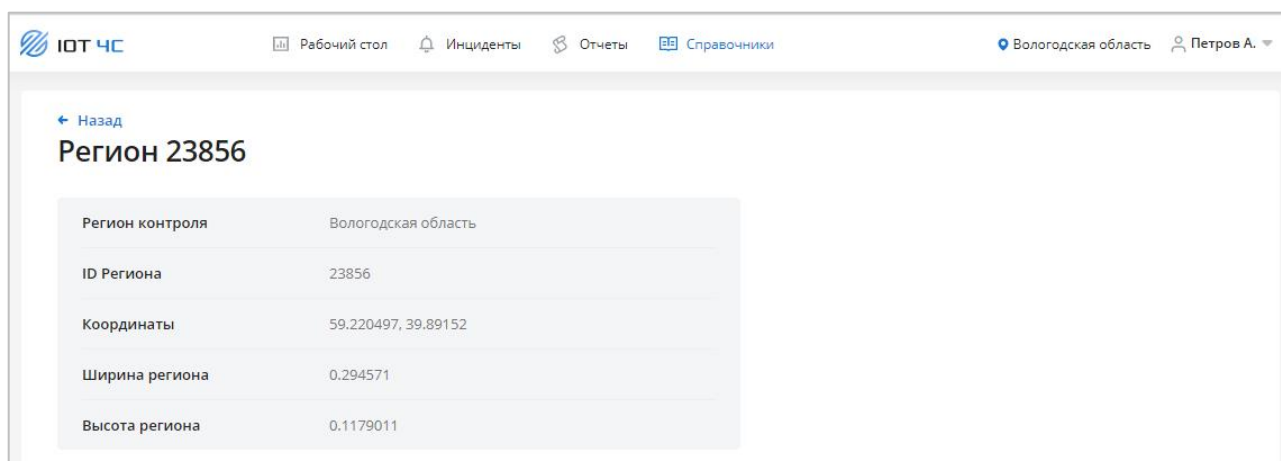 IOT ЧС Рабочий стол Инциденты Отчеты Справочники Вологодская область Петров А.
Назад
Регион 23856
Регион контроля Вологодская область
ID Региона 23856
Координаты 59.220497, 39.89152
Ширина региона 0.294571
Высота региона 0.1179011